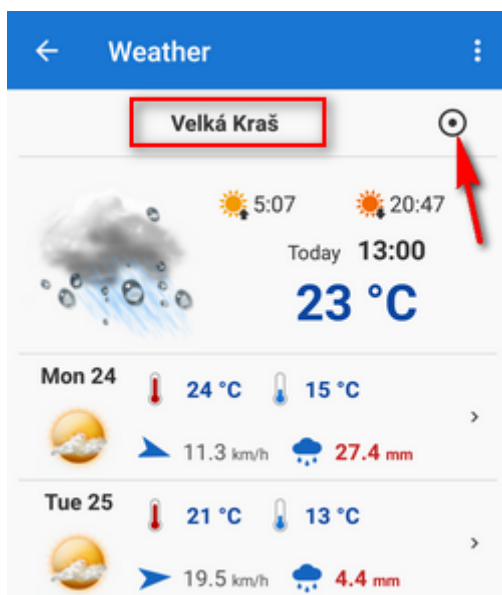 Weather
Velká Kraš
5:07 20:47
Today 13:00
23 °C
Mon 24 24 °C 15 °C
11.3 km/h 27.4 mm
Tue 25 21 °C 13 °C
19.5 km/h 4.4 mm